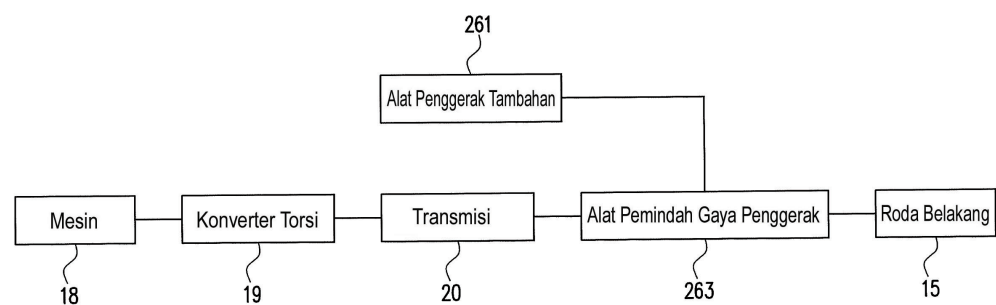 261
Alat Penggerak Tambahan
Mesin
Konverter Torsi
Transmisi
Alat Pemindah Gaya Penggerak
Roda Belakang
18
19
20
263
15